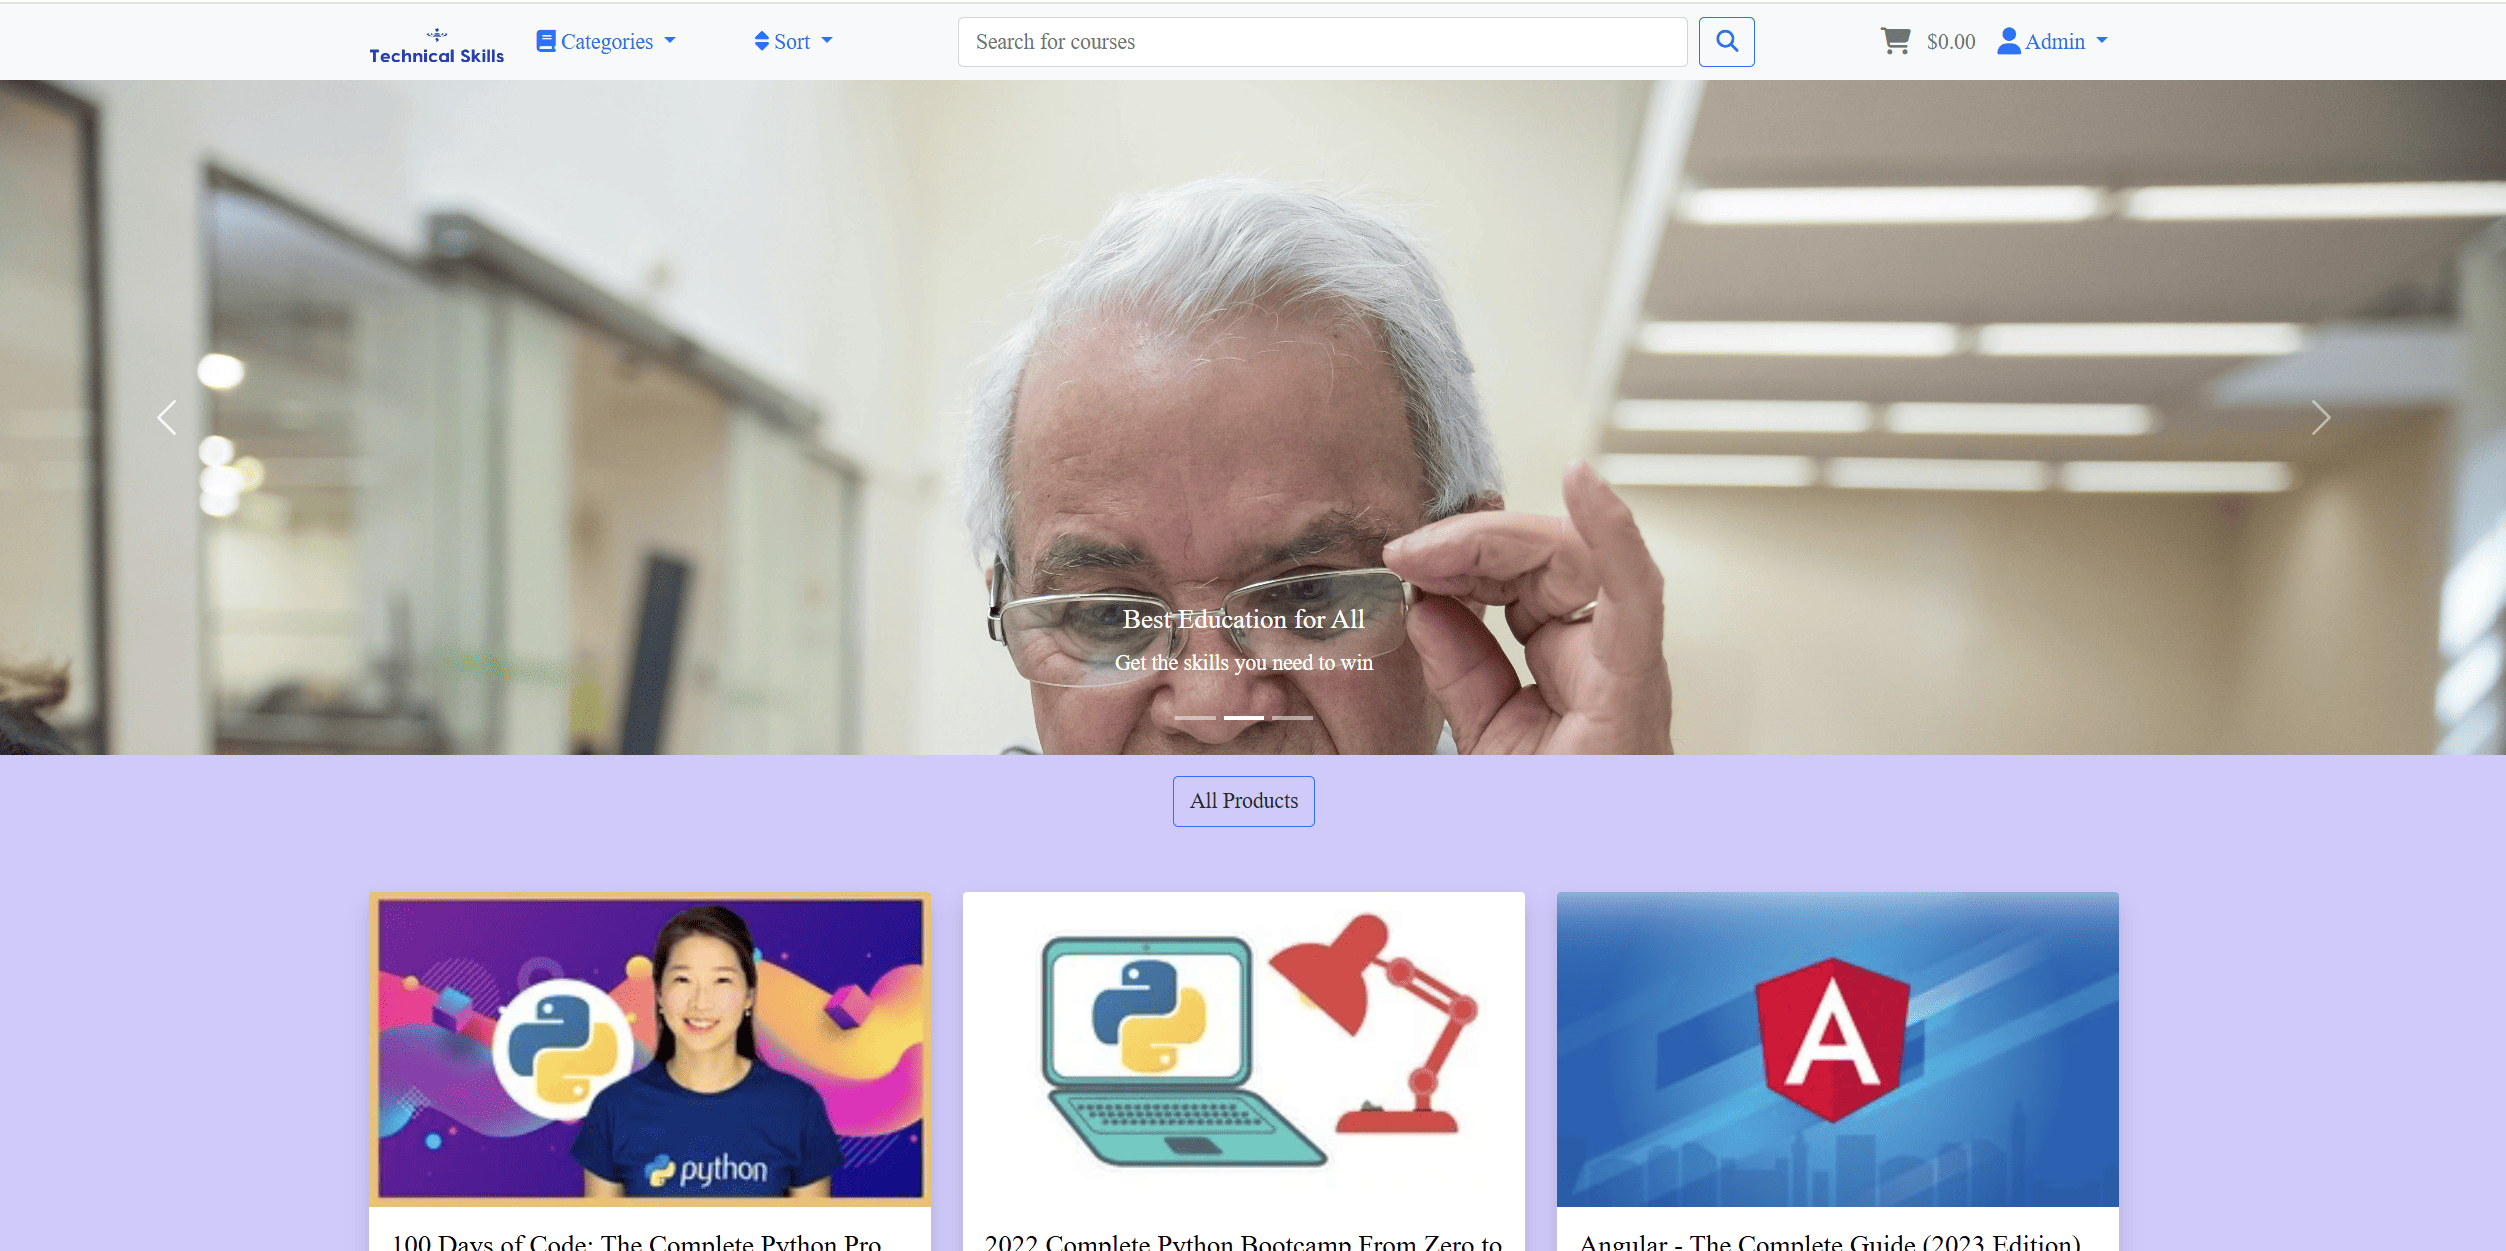 Technical Skills
Categories
Sort
Search for courses
$0.00
Admin
Best Education for All
Get the skills you need to win
All Products
python
A
100 Days of Code: The Complete Python Pro
2022 Complete Python Bootcamp From Zero to
Angular - The Complete Guide (2023 Edition)